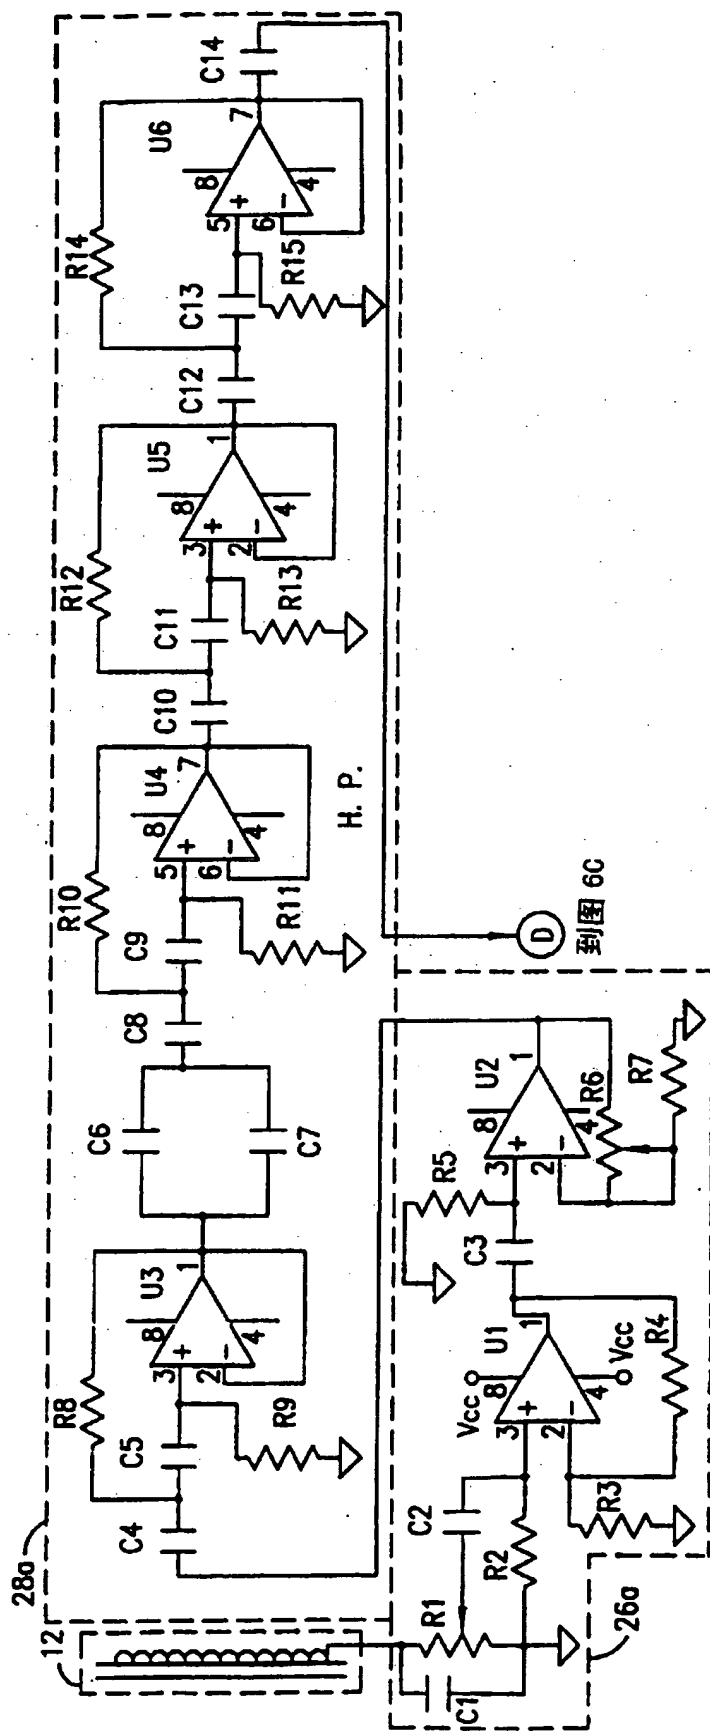 28a
R8
R10
R12
R14
C4
C5
U3
8
3
+
1
2
−
4
R9
C6
C7
C8
C9
U4
8
5
+
7
6
−
4
R11
C10
C11
U5
8
3
+
1
2
−
4
R13
C12
C13
U6
8
5
+
7
6
−
4
R15
C14
H. P.
12
C1
R1
C2
R2
Vcc
U1
8
3
+
1
2
−
4
Vcc
R3
R4
C3
R5
U2
8
3
+
1
2
−
4
R6
R7
D
到图 6C
26a